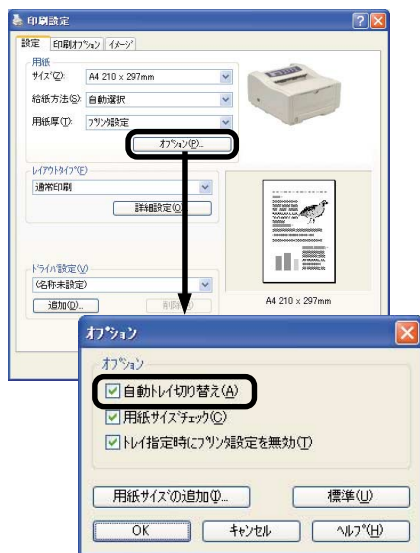 印刷設定
設定 印刷オプション イメージ
用紙
サイズ(Z): A4 210 x 297mm
給紙方法(S): 自動選択
用紙厚(T): プリンタ設定
オプション(P)...
レイアウトタイプ(E)
通常印刷
詳細設定(O)
ドライバ設定(V)
(名称未設定)
追加(D)...
削除
A4 210 x 297mm
オプション
オプション
自動トレイ切り替え(A)
用紙サイズチェック(C)
トレイ指定時にプリンタ設定を無効(T)
用紙サイズの追加(I)...
標準(U)
OK キャンセル ヘルプ(H)